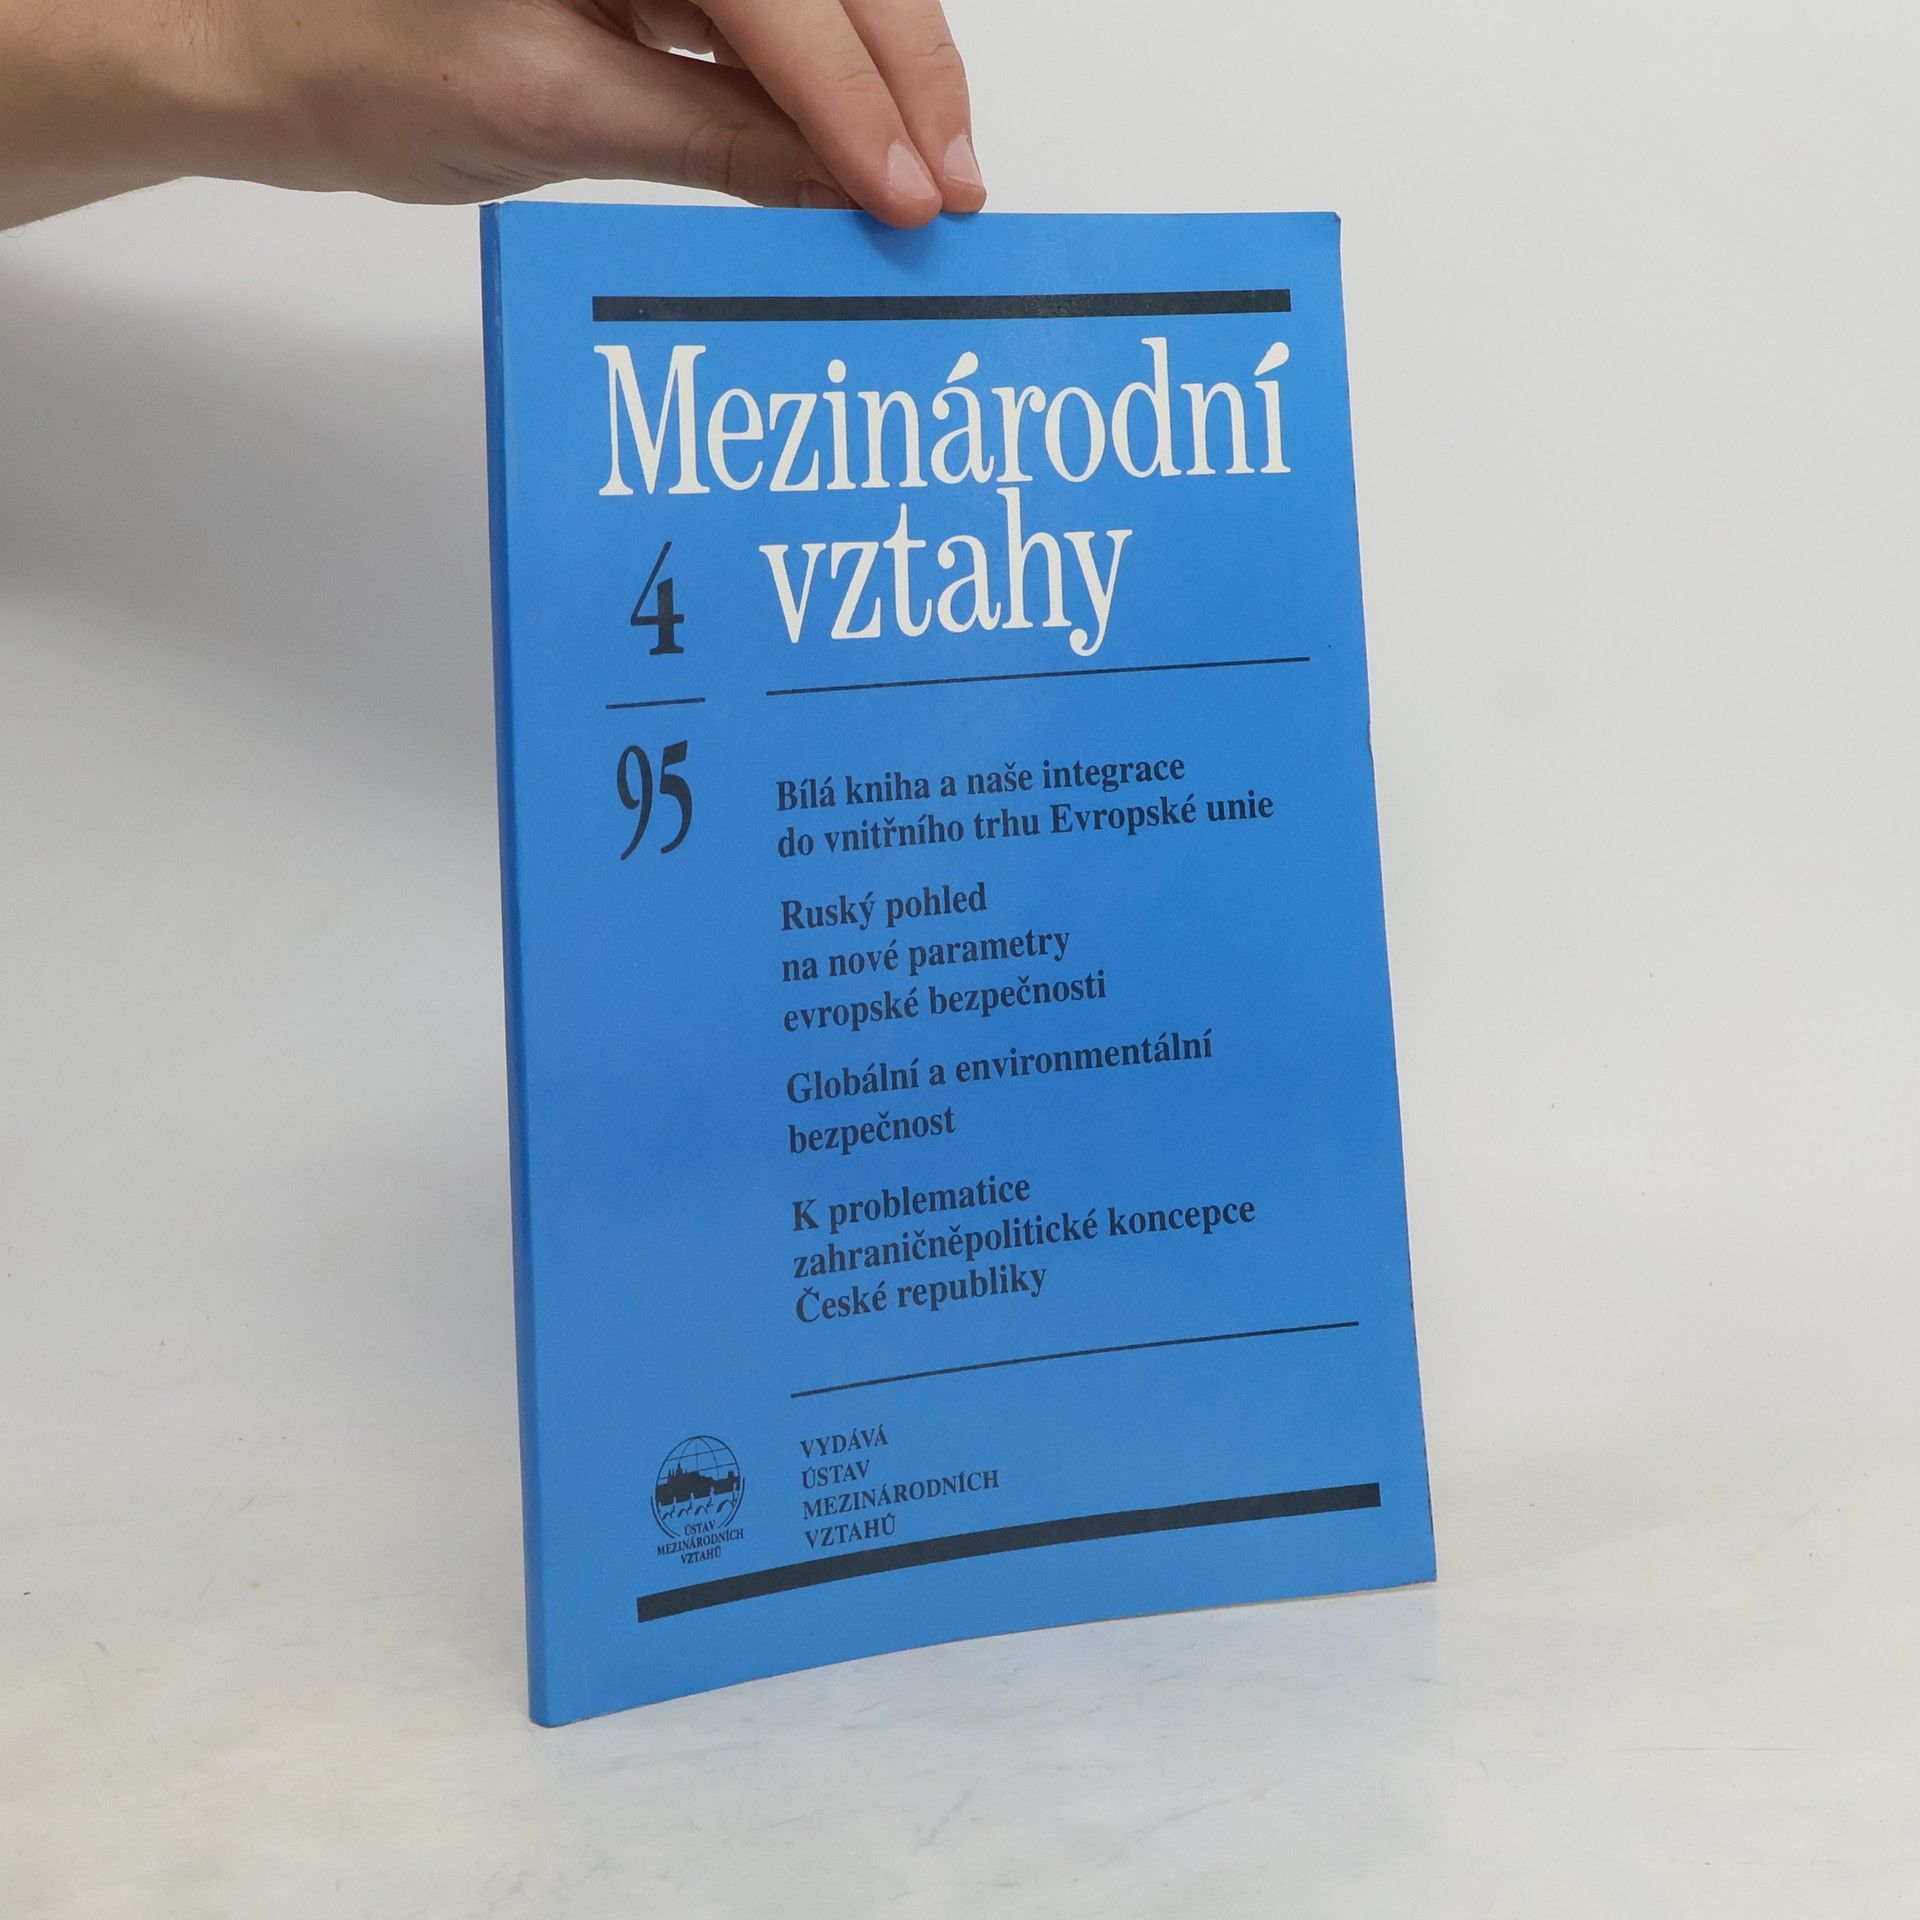 Mezinárodní
vztahy
4
95
Bílá kniha a naše integrace
do vnitřního trhu Evropské unie
Ruský pohled
na nové parametry
evropské bezpečnosti
Globální a environmentální
bezpečnost
K problematice
zahraničněpolitické koncepce
České republiky
VYDÁVÁ
ÚSTAV
MEZINÁRODNÍCH
VZTAHŮ
ÚSTAV
MEZINÁRODNÍCH
VZTAHŮ